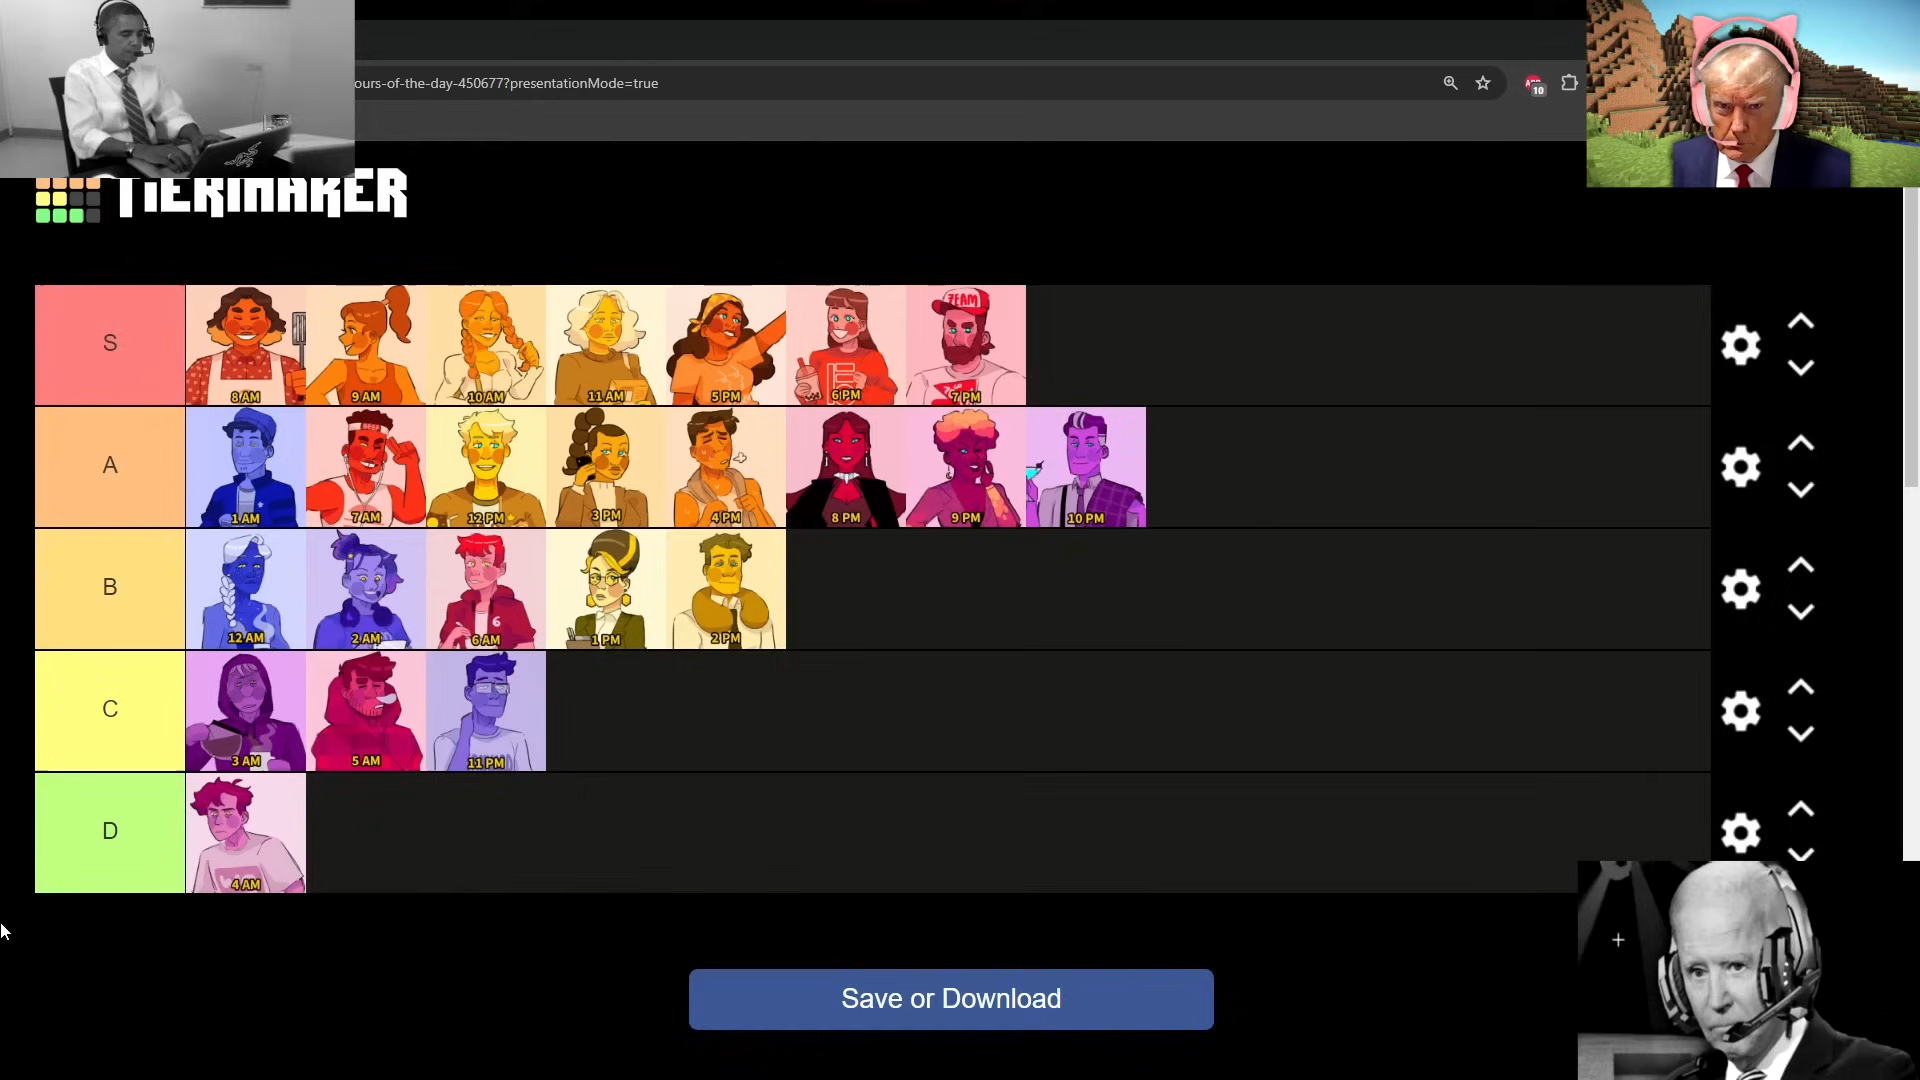 ours-of-the-day-450677?presentationMode=true
10
TIERMAKER
S
8 AM 9 AM 10 AM 11 AM 5 PM 6 PM 7 PM
A
1 AM 7 AM 12 PM 3 PM 4 PM 8 PM 9 PM 10 PM
B
6
12 AM 2 AM 6 AM 1 PM 2 PM
C
3 AM 5 AM 11 PM
D
4 AM
Save or Download